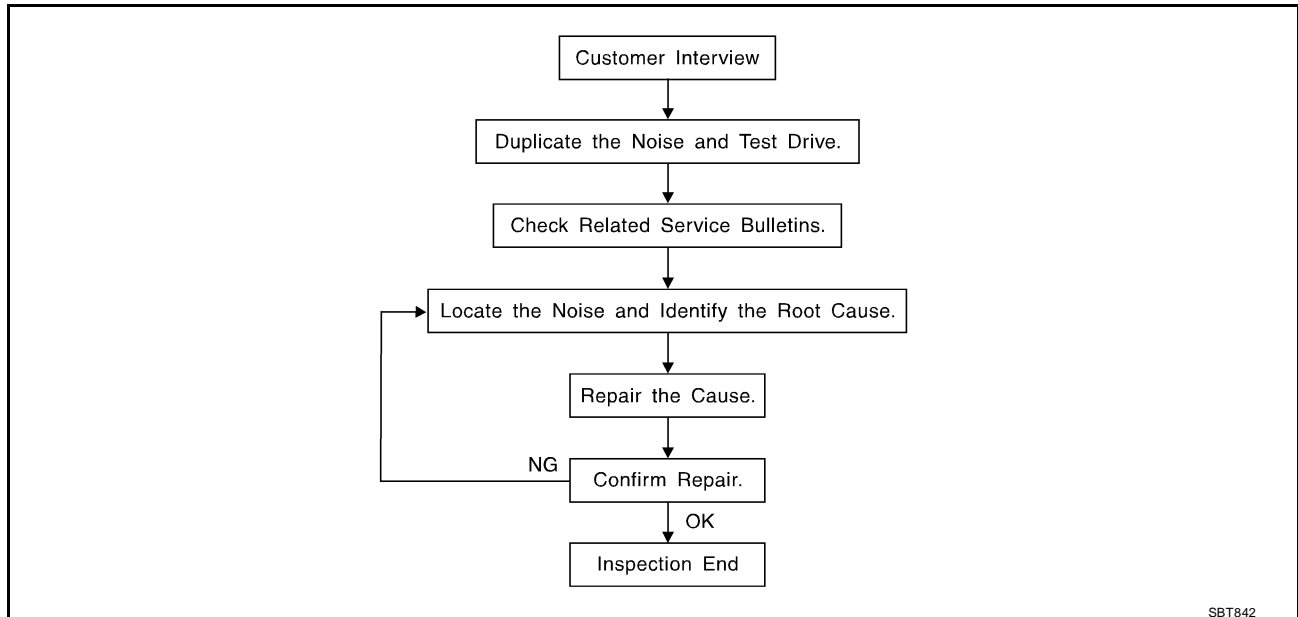 Customer Interview
Duplicate the Noise and Test Drive.
Check Related Service Bulletins.
Locate the Noise and Identify the Root Cause.
Repair the Cause.
NG
Confirm Repair.
OK
Inspection End
SBT842